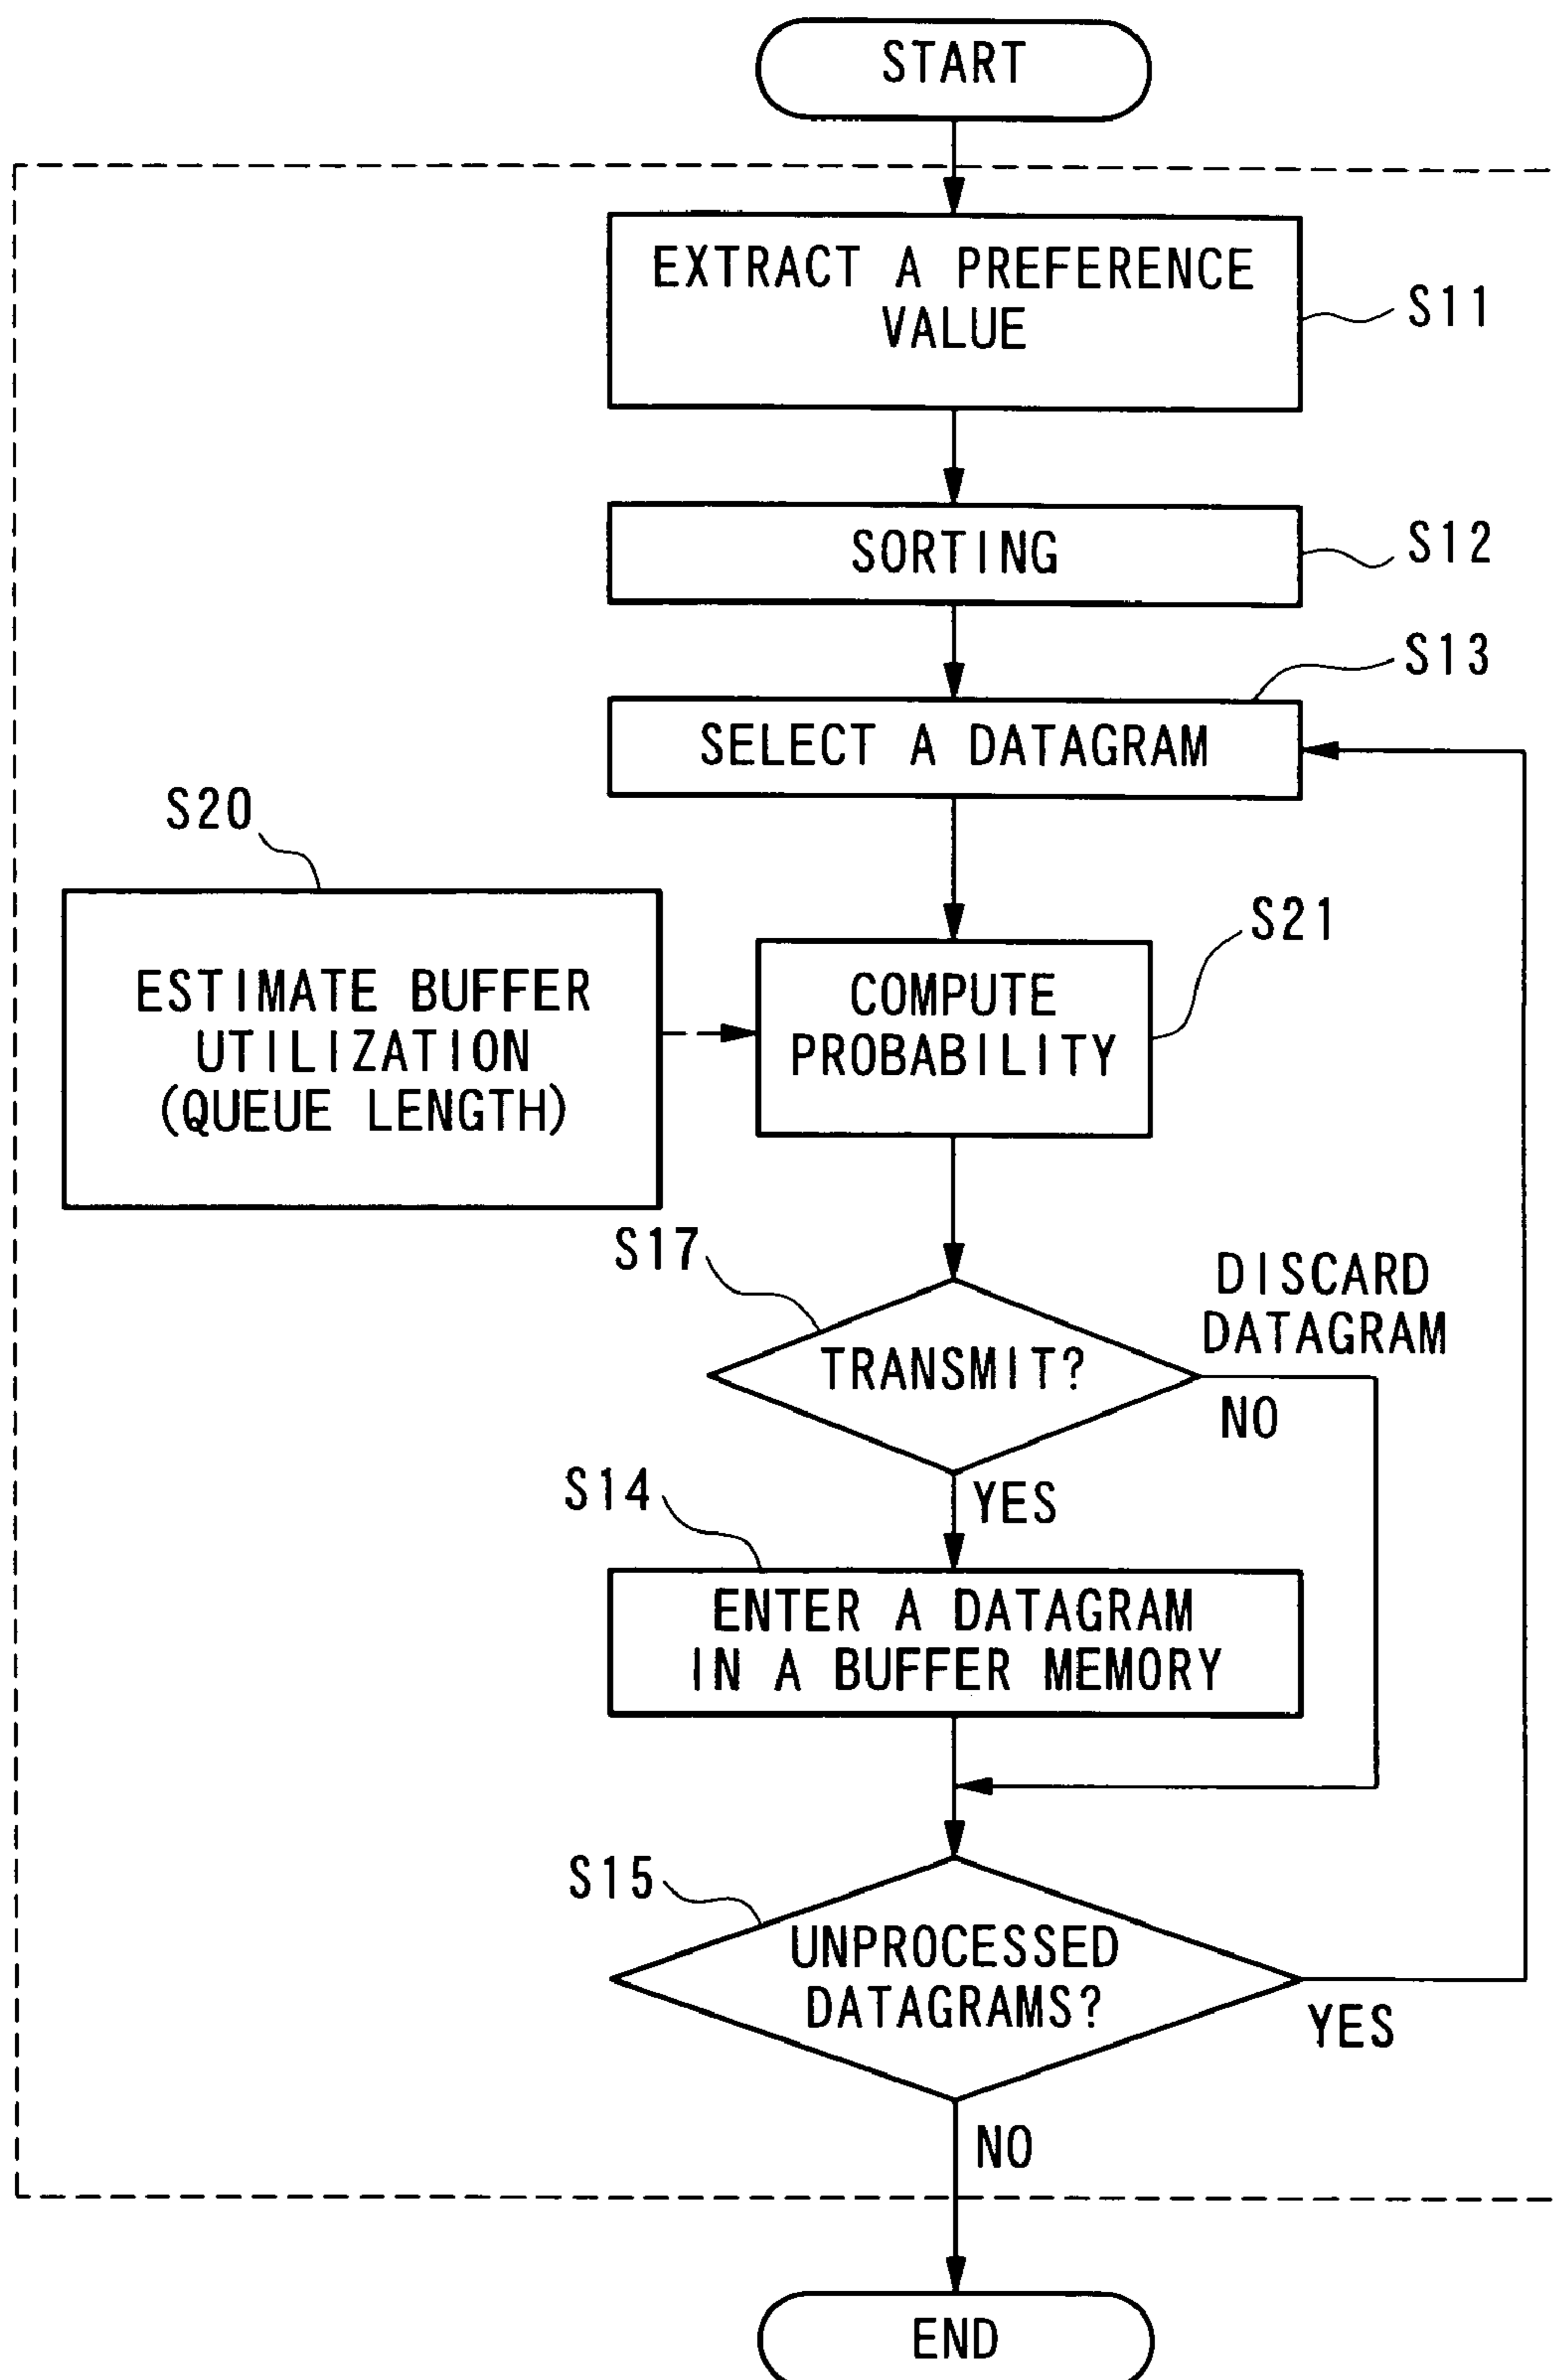 START
EXTRACT A PREFERENCE
VALUE
S11
SORTING
S12
S13
SELECT A DATAGRAM
S20
ESTIMATE BUFFER
UTILIZATION
(QUEUE LENGTH)
S21
COMPUTE
PROBABILITY
S17
TRANSMIT?
DISCARD
DATAGRAM
NO
YES
S14
ENTER A DATAGRAM
IN A BUFFER MEMORY
S15
UNPROCESSED
DATAGRAMS?
YES
NO
END